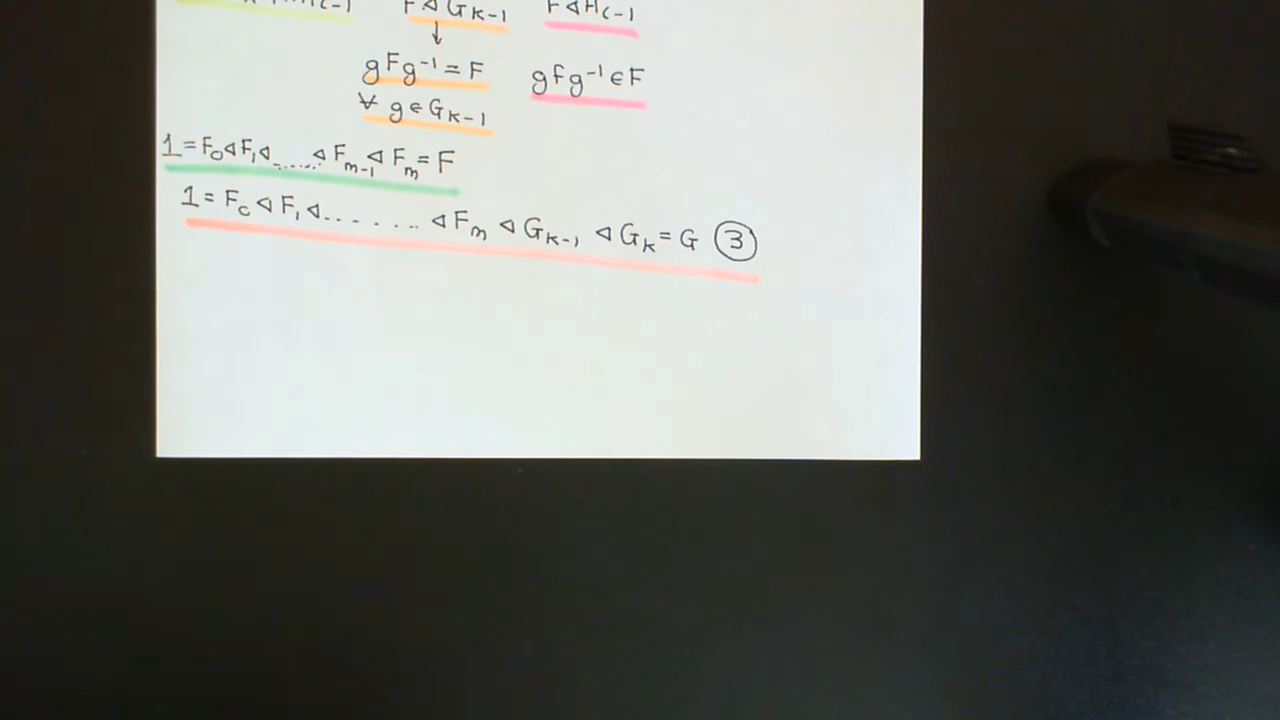 F ◁ G_{K-1} F ◁ H_{l-1}
↓
gFg⁻¹ = F gfg⁻¹ ∈ F
∀ g ∈ G_{K-1}
1 = F₀ ◁ F₁ ◁ ...... ◁ F_{m-1} ◁ F_m = F
1 = F₀ ◁ F₁ ◁ ........ ◁ F_m ◁ G_{K-1} ◁ G_K = G ③